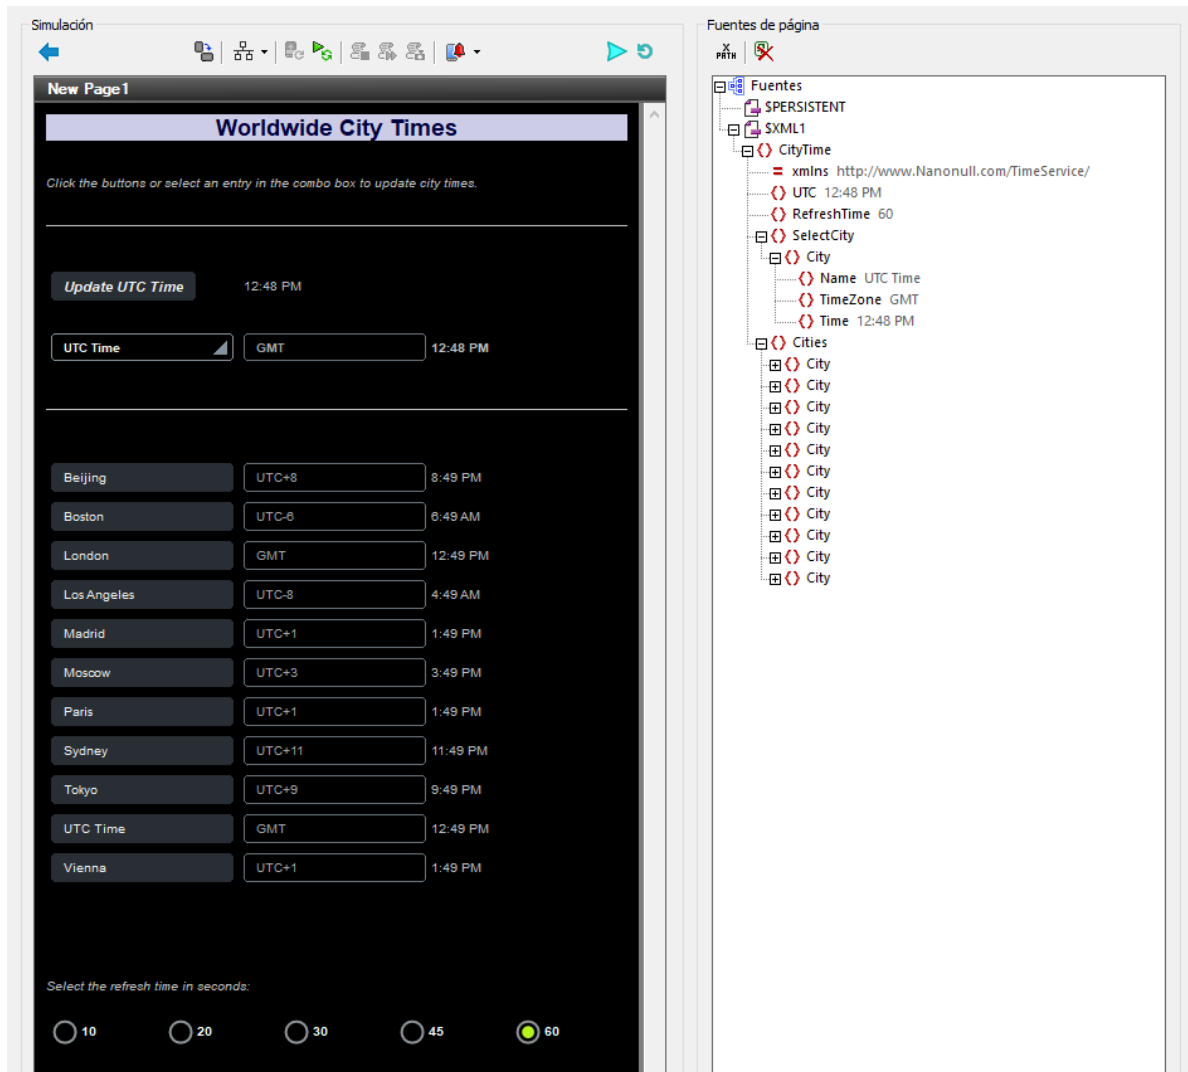 Simulación
New Page1
Worldwide City Times
Click the buttons or select an entry in the combo box to update city times.
Update UTC Time 12:48 PM
UTC Time GMT 12:48 PM
Beijing UTC+8 8:49 PM
Boston UTC-6 6:49 AM
London GMT 12:49 PM
Los Angeles UTC-8 4:49 AM
Madrid UTC+1 1:49 PM
Moscow UTC+3 3:49 PM
Paris UTC+1 1:49 PM
Sydney UTC+11 11:49 PM
Tokyo UTC+9 9:49 PM
UTC Time GMT 12:49 PM
Vienna UTC+1 1:49 PM
Select the refresh time in seconds:
10 20 30 45 60
Fuentes de página
XPATH
Fuentes
$PERSISTENT
$XML1
CityTime
xmlns http://www.Nanonull.com/TimeService/
UTC 12:48 PM
RefreshTime 60
SelectCity
City
Name UTC Time
TimeZone GMT
Time 12:48 PM
Cities
City
City
City
City
City
City
City
City
City
City
City